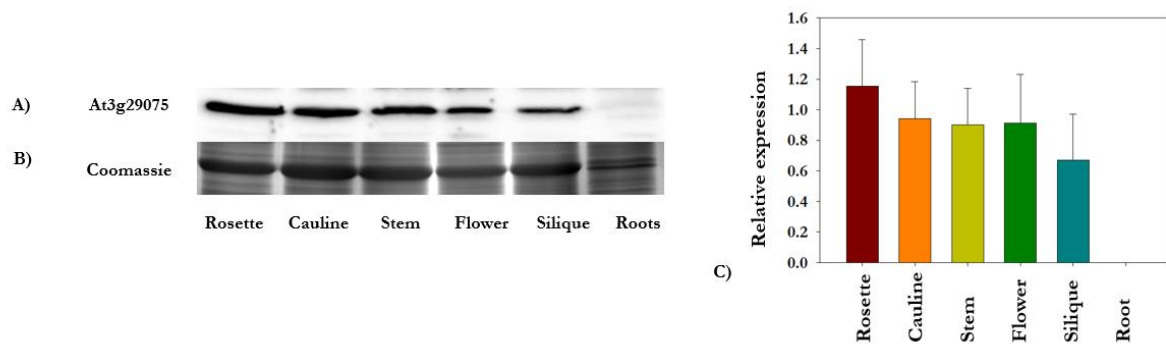 A)
At3g29075
B)
Coomassie
Rosette Cauline Stem Flower Silique Roots
C)
Relative expression
1.6
1.4
1.2
1.0
0.8
0.6
0.4
0.2
0.0
Rosette
Cauline
Stem
Flower
Silique
Root